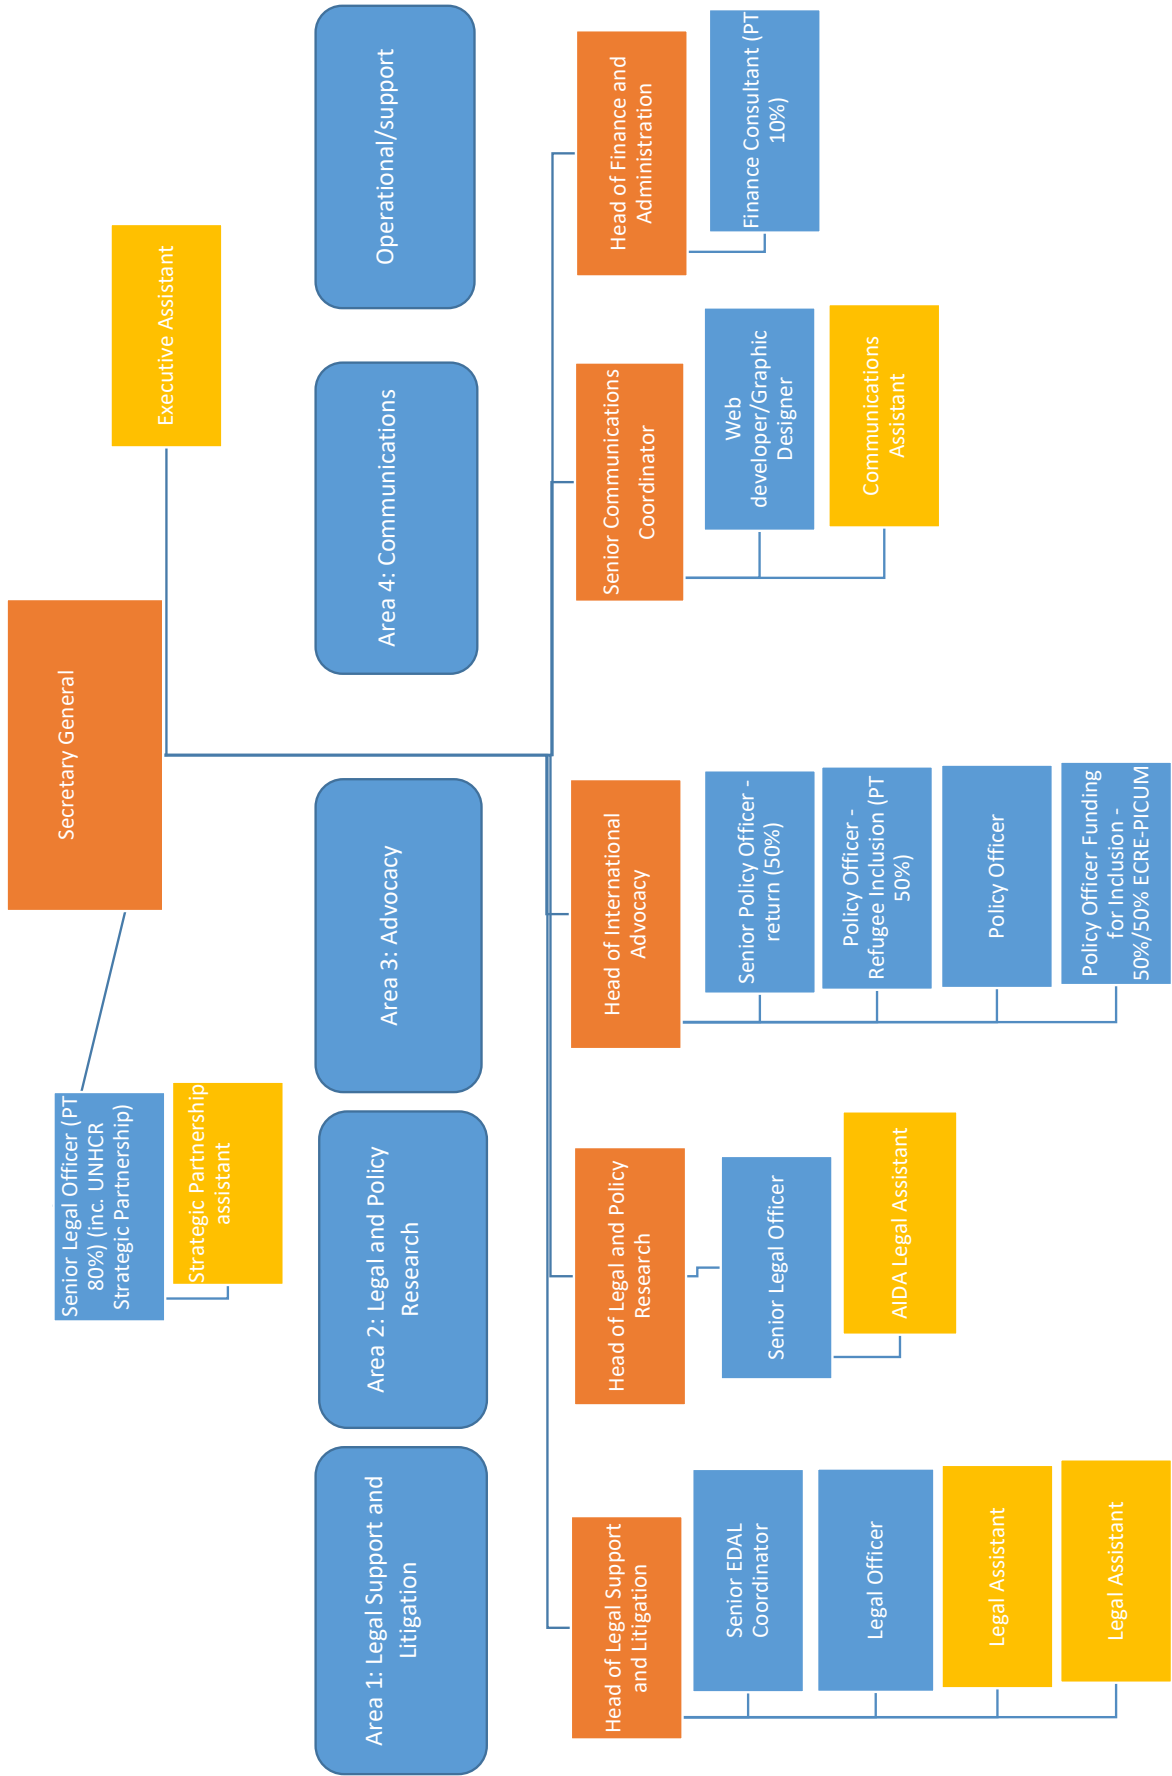 Secretary General
Senior Legal Officer (PT
80%) (inc. UNHCR
Strategic Partnership)
Strategic Partnership
assistant
Executive Assistant
Area 1: Legal Support and
Litigation
Area 2: Legal and Policy
Research
Area 3: Advocacy
Area 4: Communications
Operational/support
Head of Legal Support
and Litigation
Senior EDAL
Coordinator
Legal Officer
Legal Assistant
Legal Assistant
Head of Legal and Policy
Research
Senior Legal Officer
AIDA Legal Assistant
Head of International
Advocacy
Senior Policy Officer -
return (50%)
Policy Officer -
Refugee Inclusion (PT
50%)
Policy Officer
Policy Officer Funding
for Inclusion -
50%/50% ECRE-PICUM
Senior Communications
Coordinator
Web
developer/Graphic
Designer
Communications
Assistant
Head of Finance and
Administration
Finance Consultant (PT
10%)